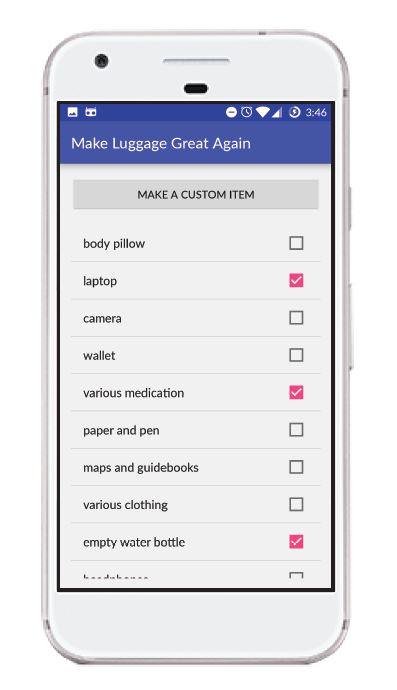 3:46
Make Luggage Great Again
MAKE A CUSTOM ITEM
body pillow
laptop
camera
wallet
various medication
paper and pen
maps and guidebooks
various clothing
empty water bottle
headphones